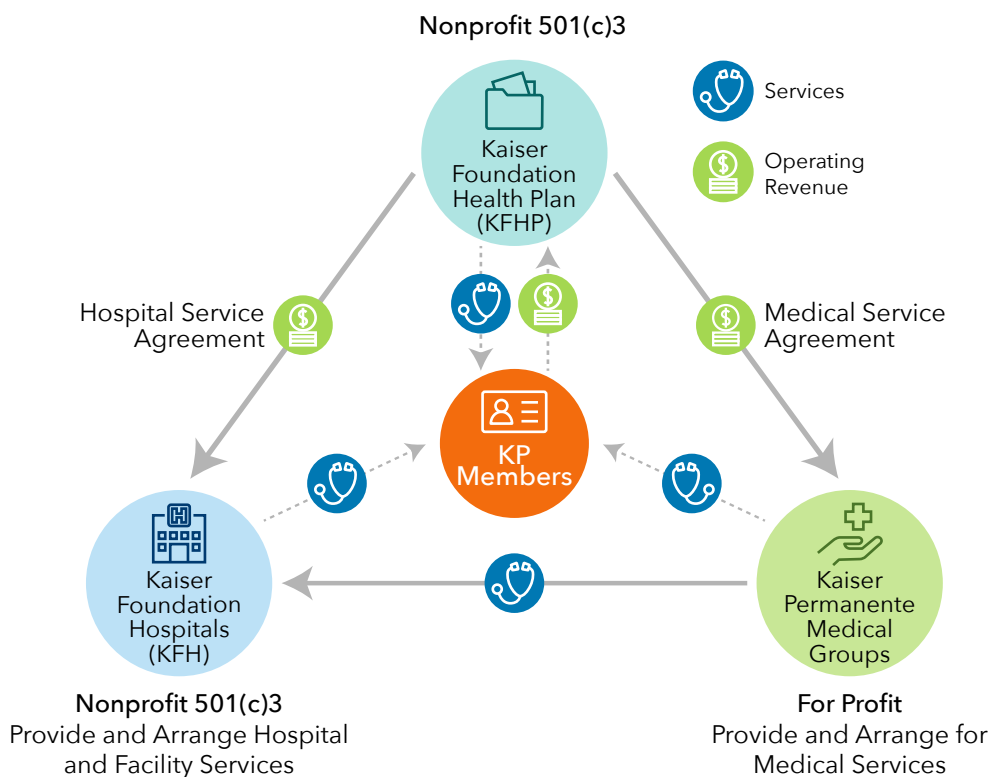 Nonprofit 501(c)3
Services
Operating
Revenue
Kaiser
Foundation
Health Plan
(KFHP)
Hospital Service
Agreement
Medical Service
Agreement
KP
Members
H
Kaiser
Foundation
Hospitals
(KFH)
Kaiser
Permanente
Medical
Groups
Nonprofit 501(c)3
Provide and Arrange Hospital
and Facility Services
For Profit
Provide and Arrange for
Medical Services